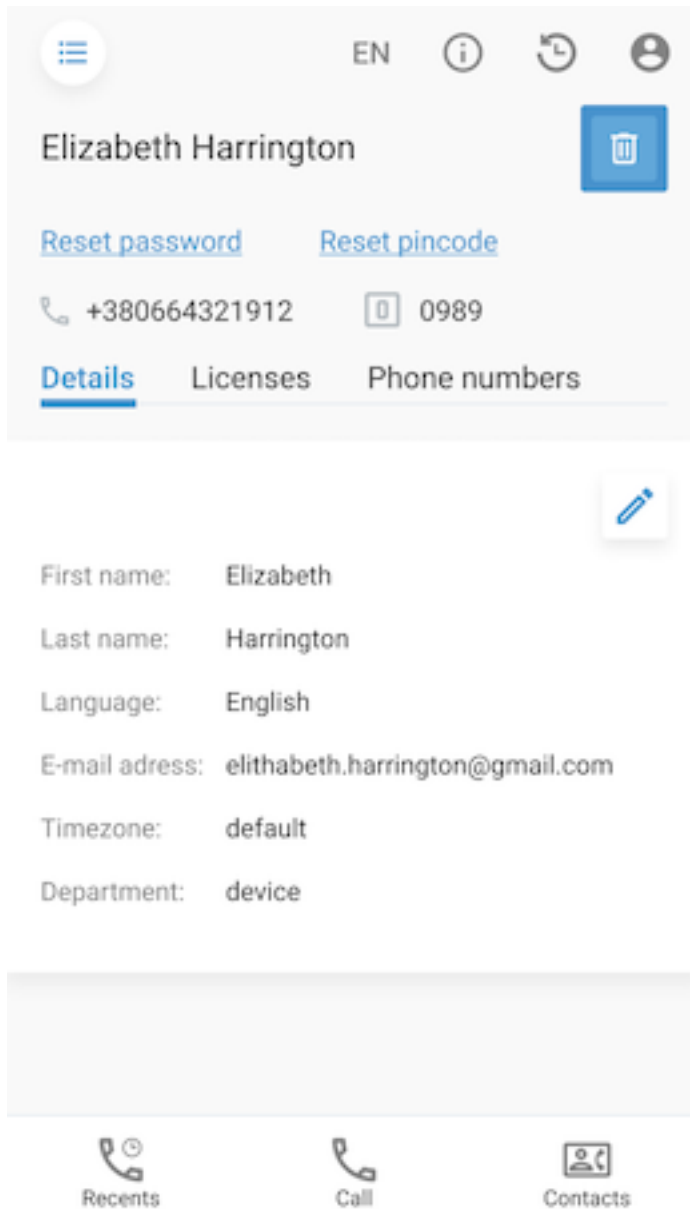 EN
Elizabeth Harrington
Reset password Reset pincode
+380664321912 0 0989
Details Licenses Phone numbers
First name: Elizabeth
Last name: Harrington
Language: English
E-mail adress: elithabeth.harrington@gmail.com
Timezone: default
Department: device
Recents Call Contacts